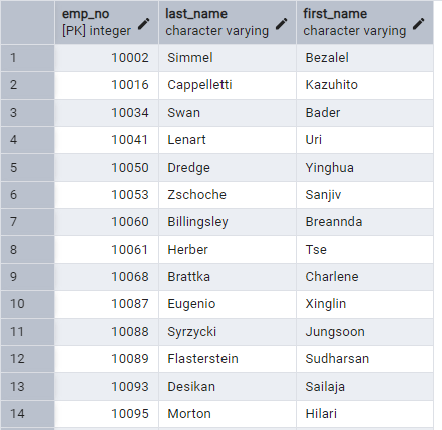 emp_no last_name first_name
[PK] integer character varying character varying
1 10002 Simmel Bezalel
2 10016 Cappelletti Kazuhito
3 10034 Swan Bader
4 10041 Lenart Uri
5 10050 Dredge Yinghua
6 10053 Zschoche Sanjiv
7 10060 Billingsley Breannda
8 10061 Herber Tse
9 10068 Brattka Charlene
10 10087 Eugenio Xinglin
11 10088 Syrzycki Jungsoon
12 10089 Flasterstein Sudharsan
13 10093 Desikan Sailaja
14 10095 Morton Hilari